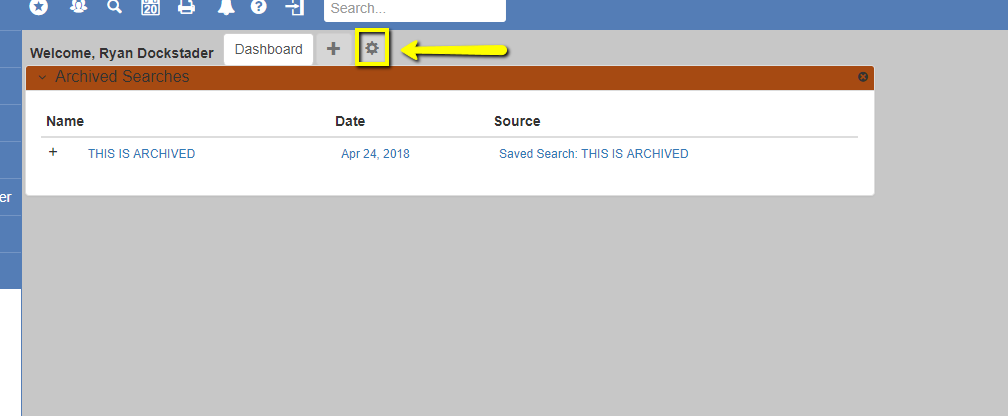 20
Search...
Welcome, Ryan Dockstader Dashboard
Archived Searches
Name Date Source
THIS IS ARCHIVED Apr 24, 2018 Saved Search: THIS IS ARCHIVED
er